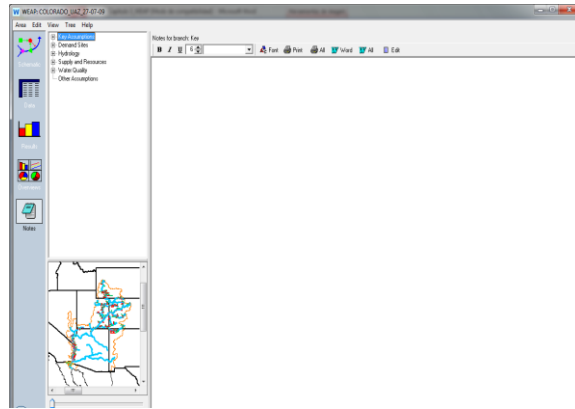 WEAP: COLORADO_UAZ_27-07-09
Area Edit View Tree Help
Key Assumptions
Demand Sites
Hydrology
Supply and Resources
Water Quality
Other Assumptions
Schematic
Data
Results
Notes
Notes for branch: Key
B I U 6 Font Print All Word All Edit